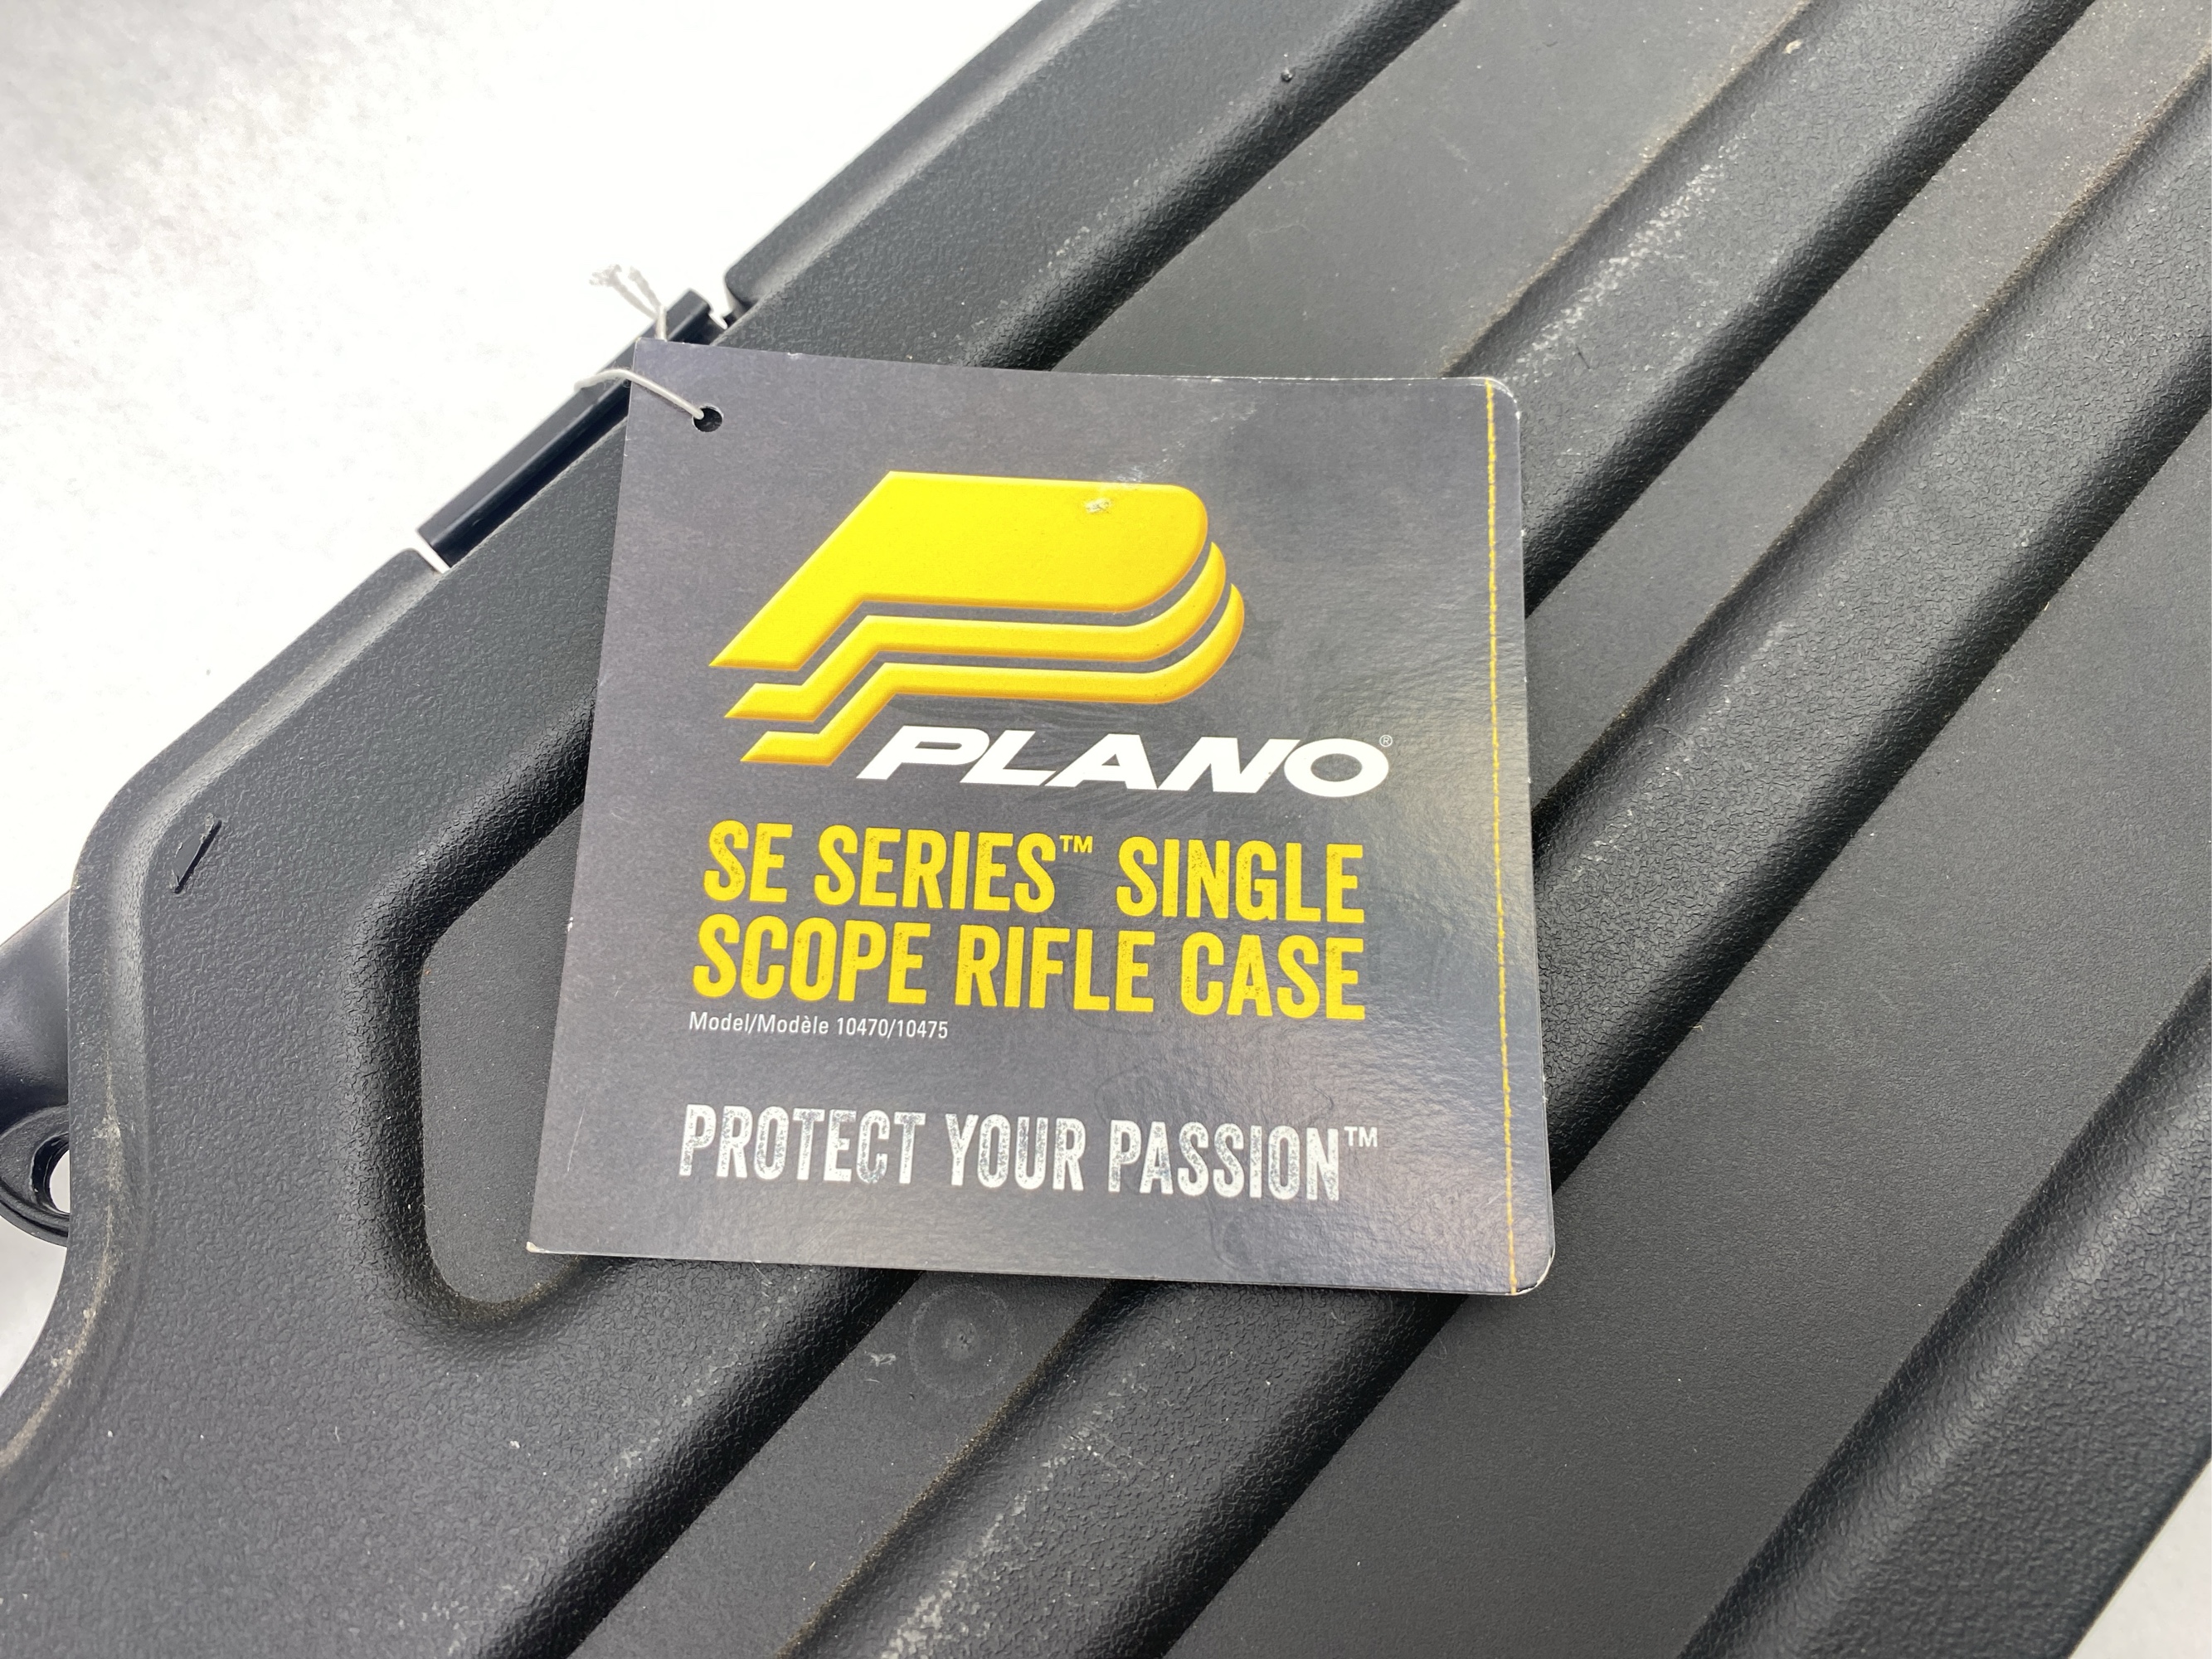 PLANO®
SE SERIES™ SINGLE
SCOPE RIFLE CASE
Model/Modèle 10470/10475
PROTECT YOUR PASSION™